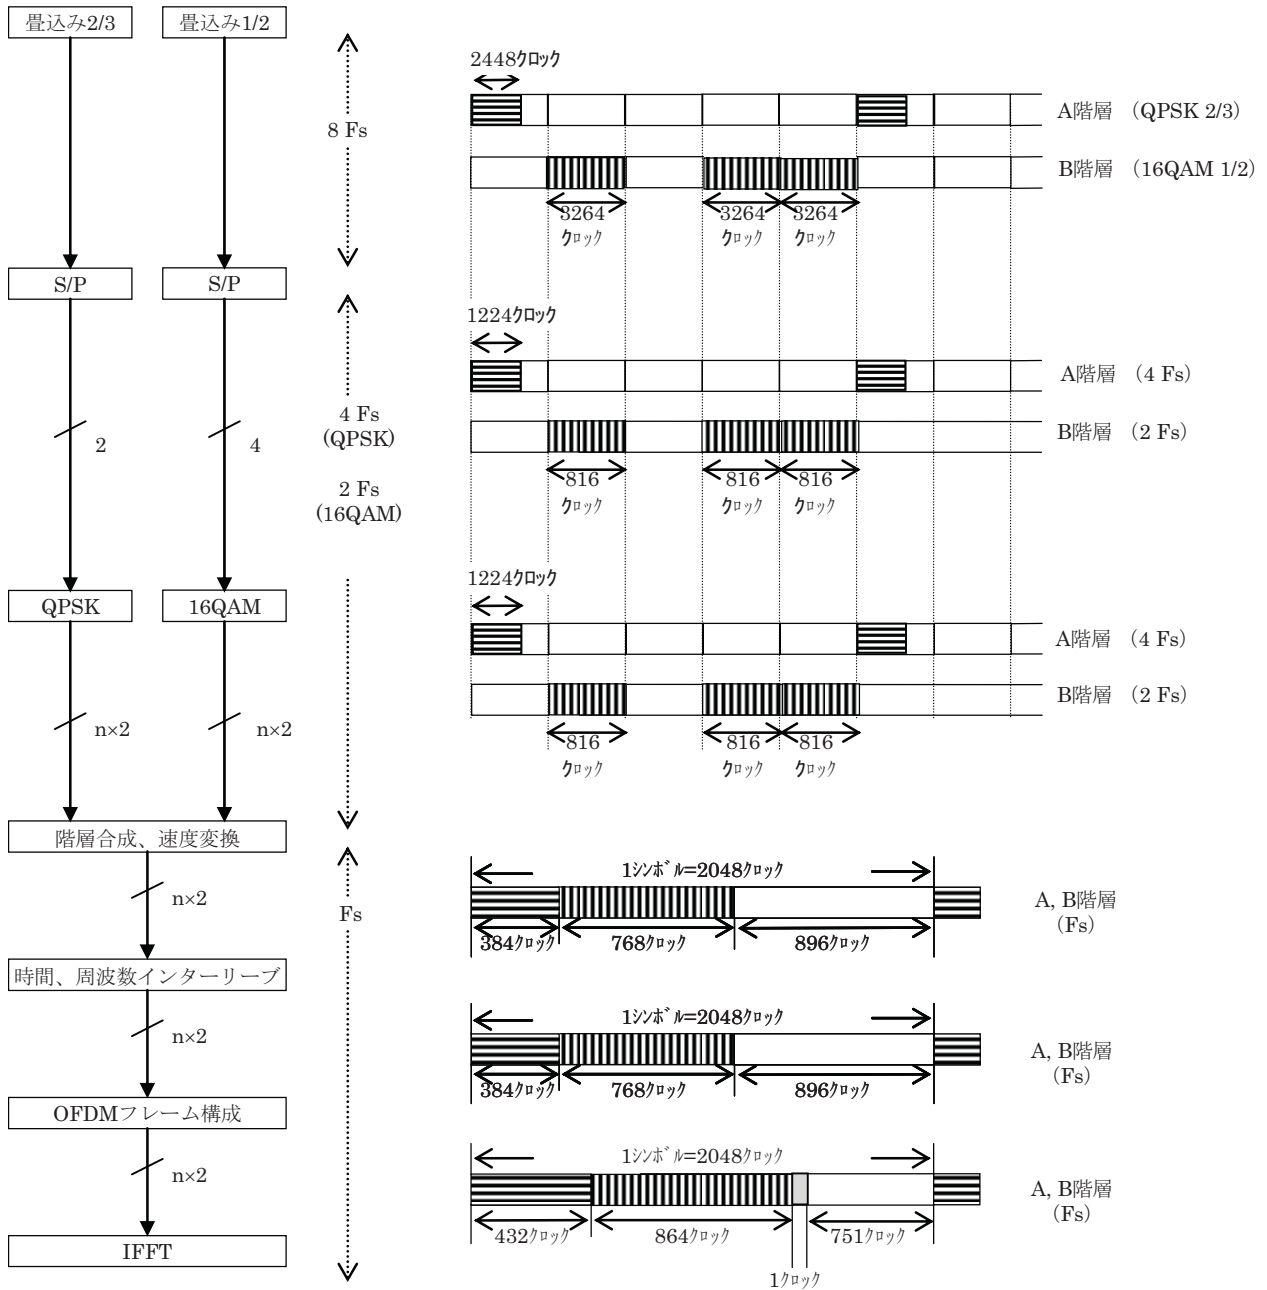 畳込み2/3
畳込み1/2
8 Fs
2448クロック
A階層 (QPSK 2/3)
B階層 (16QAM 1/2)
3264
クロック
3264
クロック
3264
クロック
S/P
S/P
2
4
4 Fs
(QPSK)
2 Fs
(16QAM)
1224クロック
A階層 (4 Fs)
B階層 (2 Fs)
816
クロック
816
クロック
816
クロック
QPSK
16QAM
n×2
n×2
1224クロック
A階層 (4 Fs)
B階層 (2 Fs)
816
クロック
816
クロック
816
クロック
階層合成、速度変換
n×2
Fs
1シンボル=2048クロック
384クロック
768クロック
896クロック
A, B階層
(Fs)
時間、周波数インターリーブ
n×2
1シンボル=2048クロック
384クロック
768クロック
896クロック
A, B階層
(Fs)
OFDMフレーム構成
n×2
1シンボル=2048クロック
432クロック
864クロック
751クロック
1クロック
A, B階層
(Fs)
IFFT